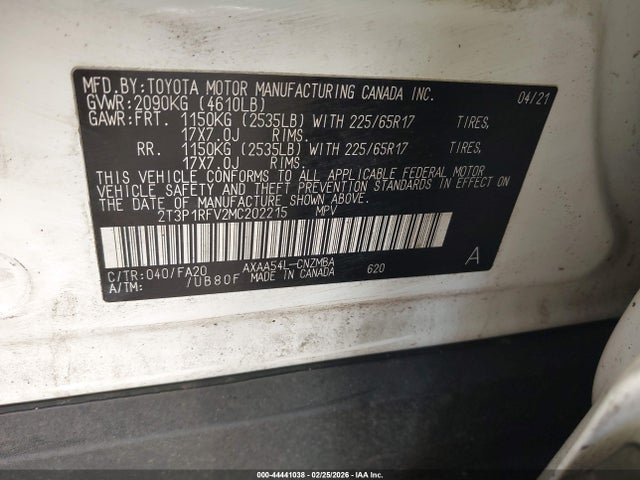 MFD.BY:TOYOTA MOTOR MANUFACTURING CANADA INC. 04/21
GVWR:2090KG (4610LB)
GAWR:FRT. 1150KG (2535LB) WITH 225/65R17 TIRES,
17X7.0J RIMS.
RR. 1150KG (2535LB) WITH 225/65R17 TIRES,
17X7.0J RIMS.
THIS VEHICLE CONFORMS TO ALL APPLICABLE FEDERAL MOTOR
VEHICLE SAFETY AND THEFT PREVENTION STANDARDS IN EFFECT ON
THE DATE OF MANUFACTURE SHOWN ABOVE.
2T3P1RFV2MC202215 MPV
C/TR:040/FA20 AXAA54L-CNZMBA 620 A
A/TM: /UB80F MADE IN CANADA
000-44441038 - 02/25/2026 - IAA Inc.